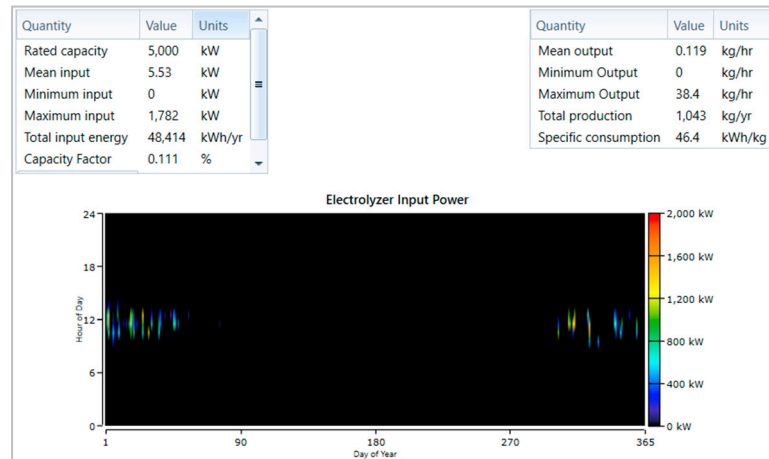 Quantity Value Units
Rated capacity 5,000 kW
Mean input 5.53 kW
Minimum input 0 kW
Maximum input 1,782 kW
Total input energy 48,414 kWh/yr
Capacity Factor 0.111 %
Quantity Value Units
Mean output 0.119 kg/hr
Minimum Output 0 kg/hr
Maximum Output 38.4 kg/hr
Total production 1,043 kg/yr
Specific consumption 46.4 kWh/kg
Electrolyzer Input Power
24
18
12
6
0
Hour of Day
1 90 180 270 365
Day of Year
2,000 kW
1,600 kW
1,200 kW
800 kW
400 kW
0 kW